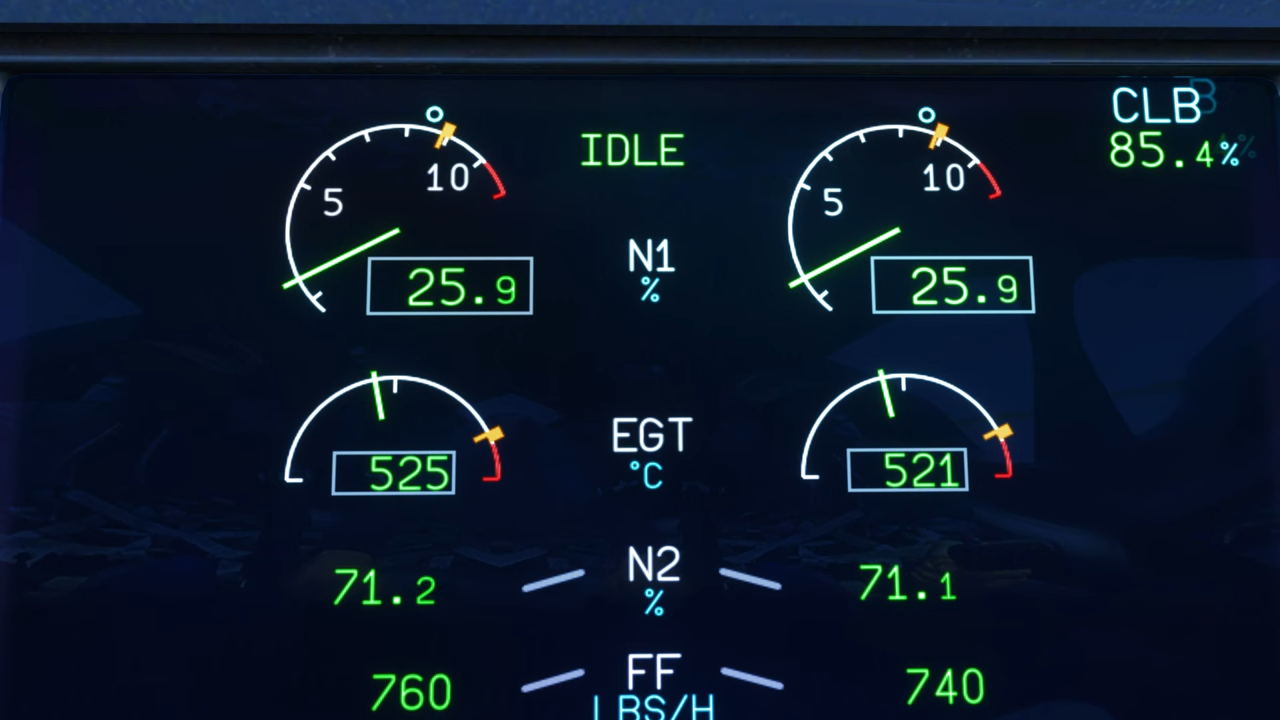 CLB
85.4%
IDLE
5 10
5 10
N1
%
25.9
25.9
EGT
°C
525
521
N2
%
71.2
71.1
FF
LBS/H
760
740